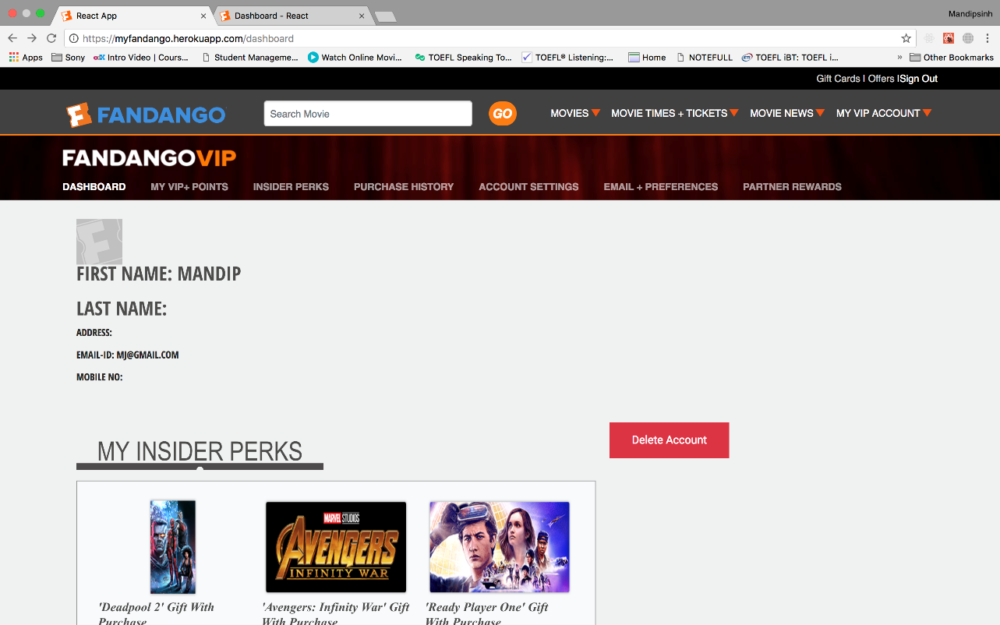 React App
Dashboard - React
Mandipsinh
https://myfandango.herokuapp.com/dashboard
Apps Sony Intro Video | Cours... Student Manageme... Watch Online Movi... TOEFL Speaking To... TOEFL® Listening:... Home NOTEFULL TOEFL iBT: TOEFL i... » Other Bookmarks
Gift Cards I Offers ISign Out
FANDANGO Search Movie GO MOVIES MOVIE TIMES + TICKETS MOVIE NEWS MY VIP ACCOUNT
FANDANGOVIP
DASHBOARD MY VIP+ POINTS INSIDER PERKS PURCHASE HISTORY ACCOUNT SETTINGS EMAIL + PREFERENCES PARTNER REWARDS
FIRST NAME: MANDIP
LAST NAME:
ADDRESS:
EMAIL-ID: MJ@GMAIL.COM
MOBILE NO:
Delete Account
MY INSIDER PERKS
MARVEL STUDIOS
AVENGERS
INFINITY WAR
'Deadpool 2' Gift With
Purchase
'Avengers: Infinity War' Gift
With Purchase
'Ready Player One' Gift
With Purchase